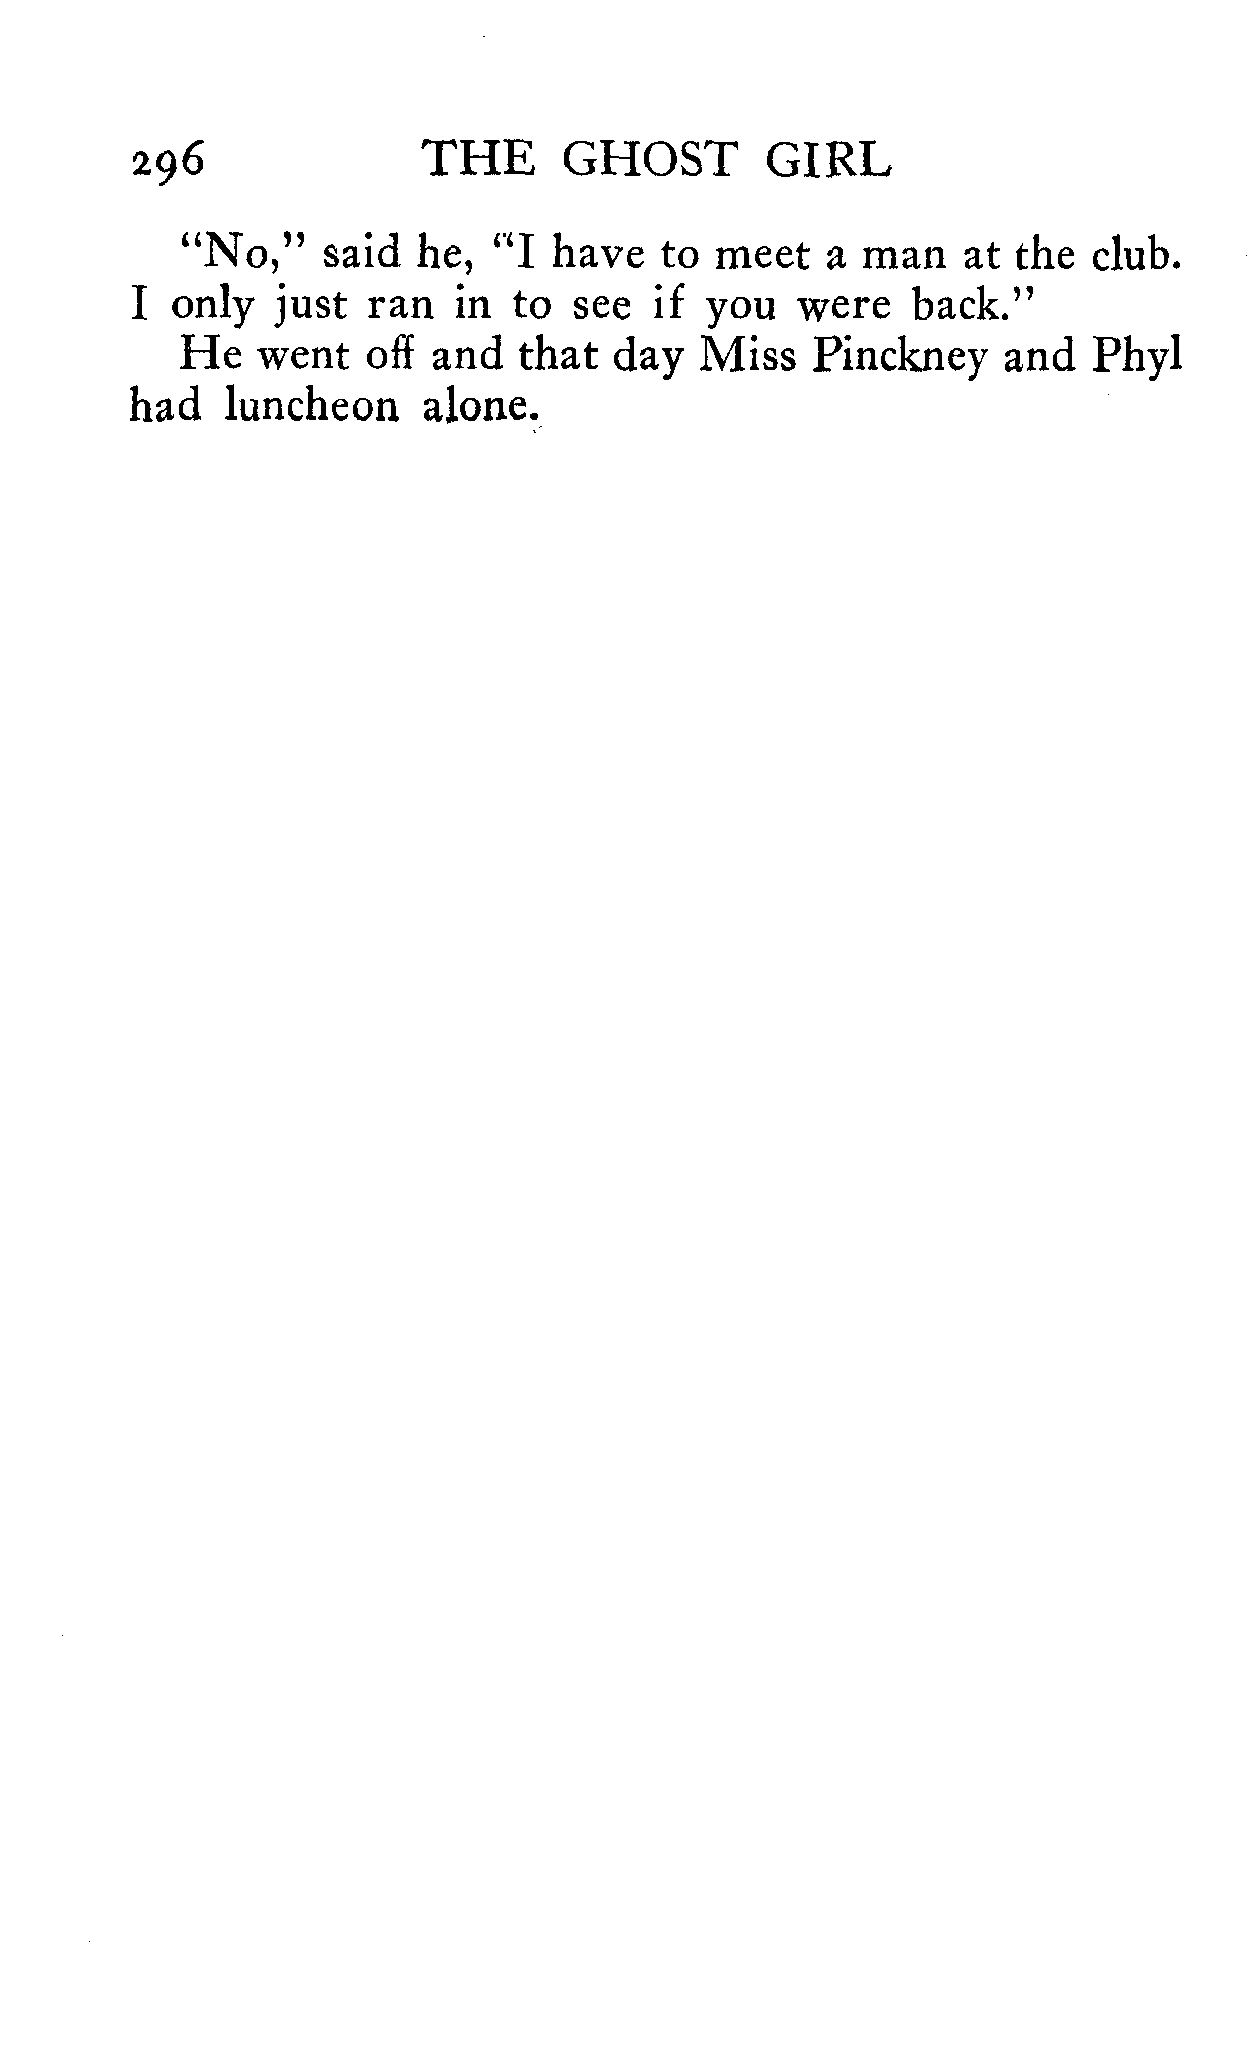 296 THE GHOST GIRL
“No,” said he, “I have to meet a man at the club.
I only just ran in to see if you were back.”
He went off and that day Miss Pinckney and Phyl
had luncheon alone.